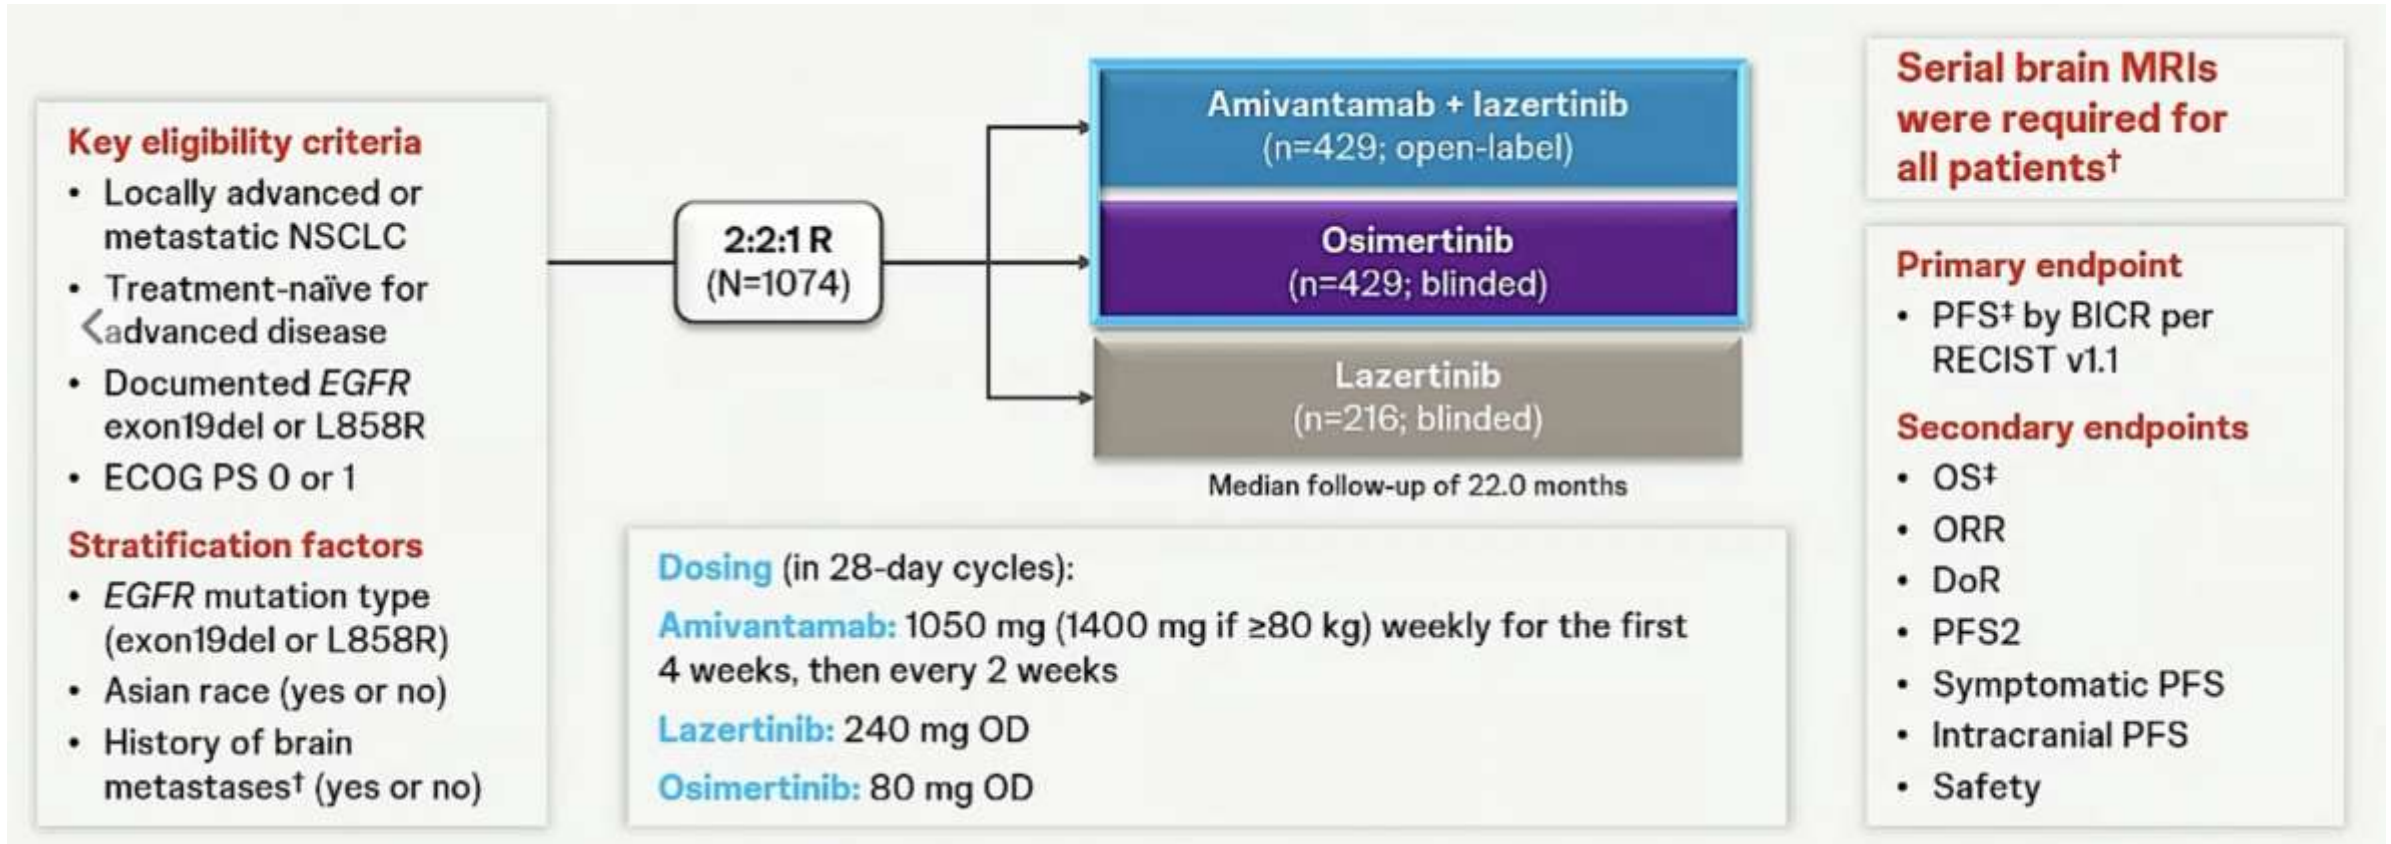 Key eligibility criteria
• Locally advanced or
metastatic NSCLC
• Treatment-naïve for
advanced disease
• Documented EGFR
exon19del or L858R
• ECOG PS 0 or 1
Stratification factors
• EGFR mutation type
(exon19del or L858R)
• Asian race (yes or no)
• History of brain
metastases† (yes or no)
2:2:1 R
(N=1074)
Amivantamab + lazertinib
(n=429; open-label)
Osimertinib
(n=429; blinded)
Lazertinib
(n=216; blinded)
Median follow-up of 22.0 months
Dosing (in 28-day cycles):
Amivantamab: 1050 mg (1400 mg if ≥80 kg) weekly for the first
4 weeks, then every 2 weeks
Lazertinib: 240 mg OD
Osimertinib: 80 mg OD
Serial brain MRIs
were required for
all patients†
Primary endpoint
• PFS‡ by BICR per
RECIST v1.1
Secondary endpoints
• OS‡
• ORR
• DoR
• PFS2
• Symptomatic PFS
• Intracranial PFS
• Safety